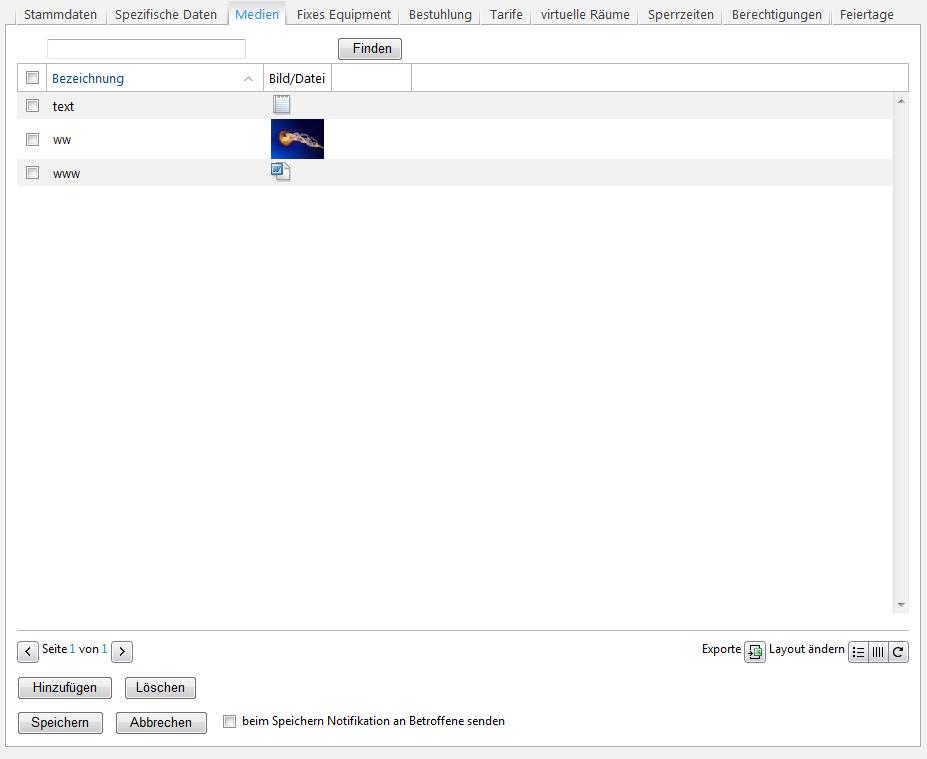 Stammdaten Spezifische Daten Medien Fixes Equipment Bestuhlung Tarife virtuelle Räume Sperrzeiten Berechtigungen Feiertage
Finden
Bezeichnung Bild/Datei
text
ww
www
Seite 1 von 1 Exporte Layout ändern
Hinzufügen Löschen
Speichern Abbrechen beim Speichern Notifikation an Betroffene senden